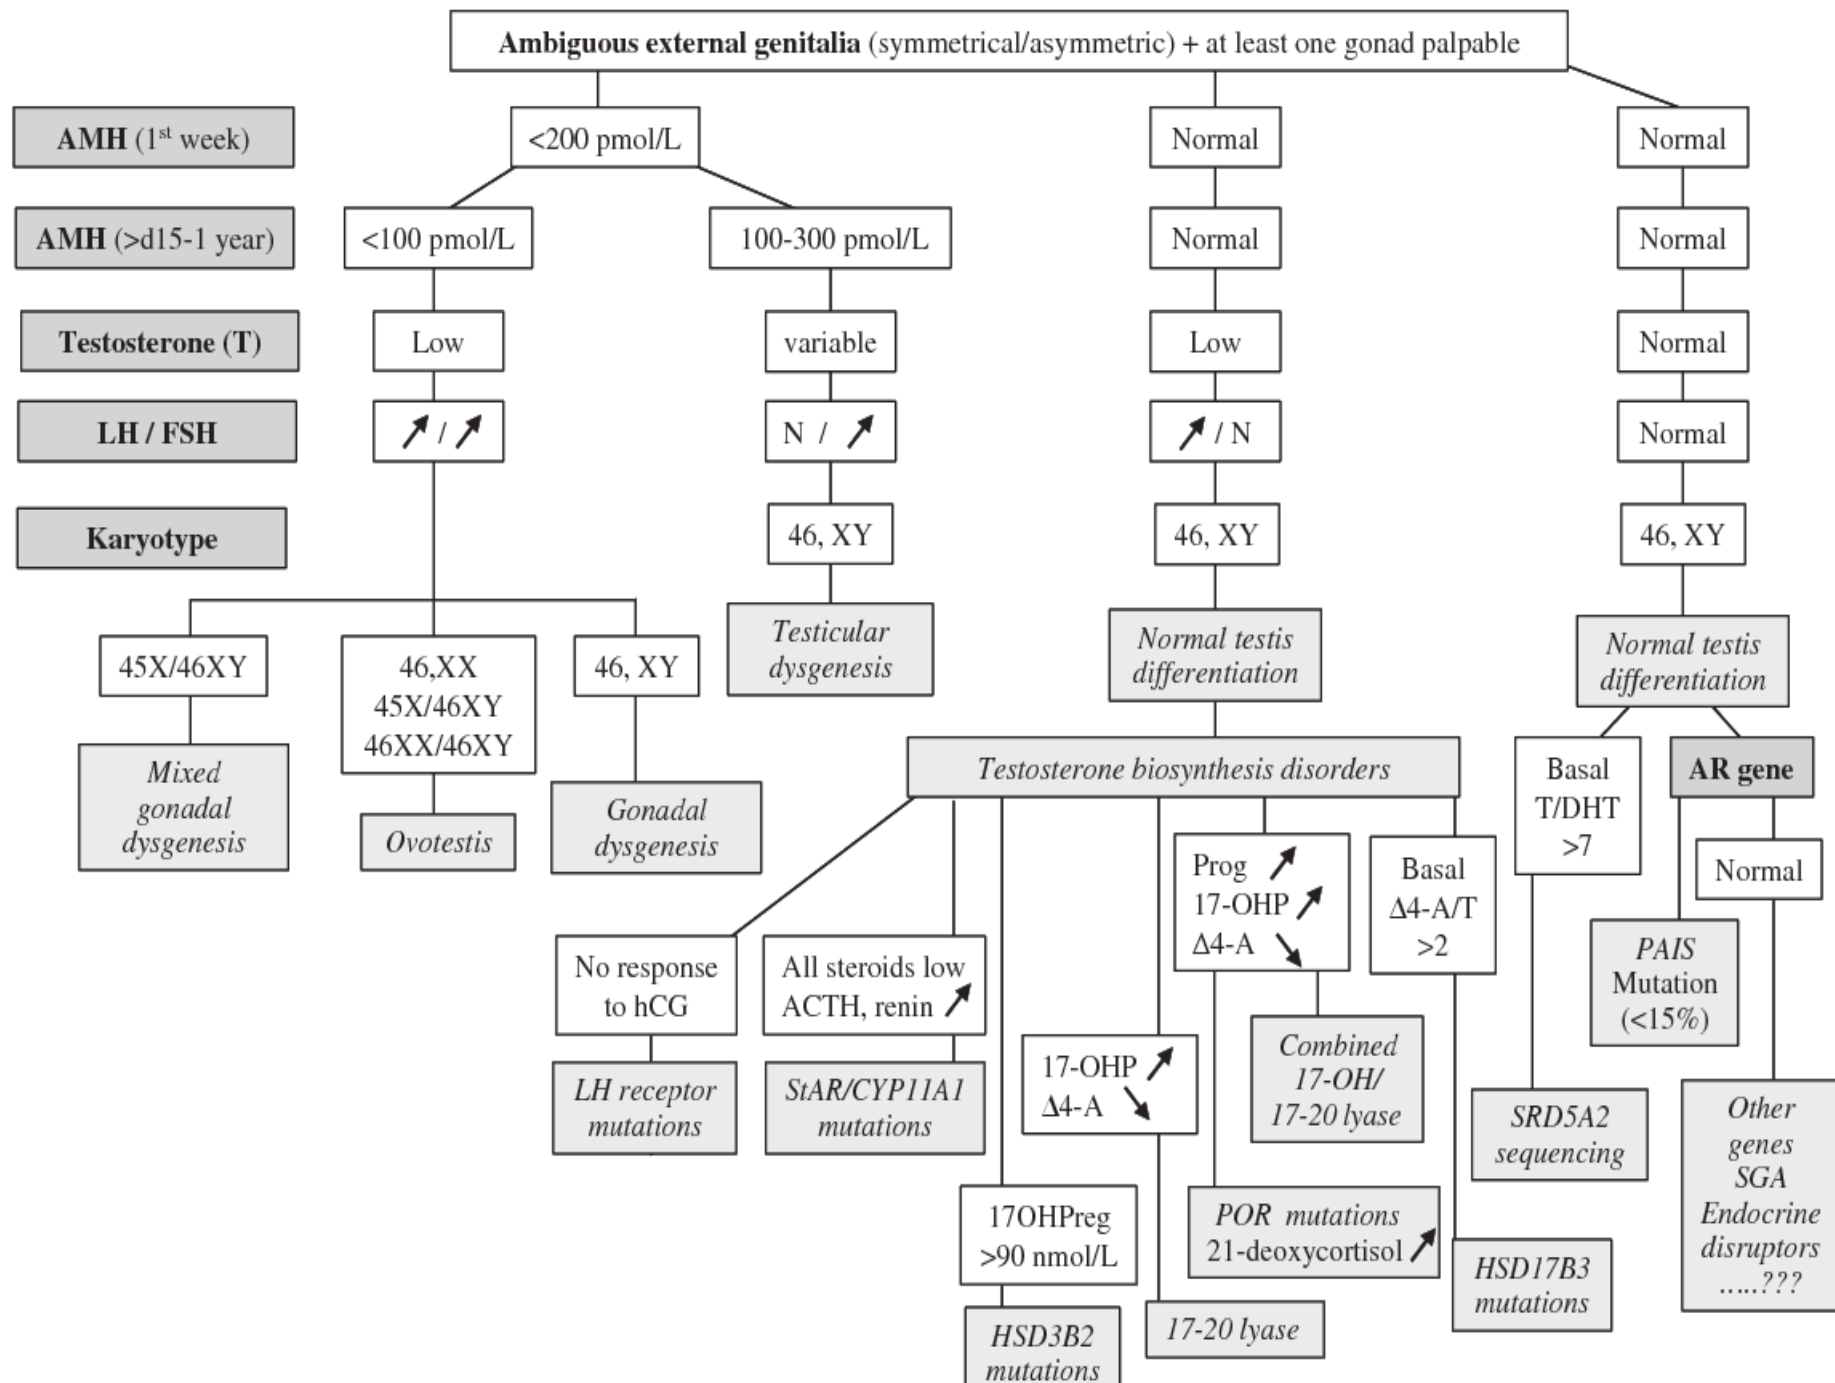 Ambiguous external genitalia (symmetrical/asymmetric) + at least one gonad palpable
AMH (1st week)
<200 pmol/L
Normal
Normal
AMH (>d15-1 year)
<100 pmol/L
100-300 pmol/L
Normal
Normal
Testosterone (T)
Low
variable
Low
Normal
LH / FSH
↗ / ↗
N / ↗
↗ / N
Normal
Karyotype
46, XY
46, XY
46, XY
45X/46XY
46,XX
45X/46XY
46XX/46XY
46, XY
Testicular
dysgenesis
Normal testis
differentiation
Normal testis
differentiation
Mixed
gonadal
dysgenesis
Ovotestis
Gonadal
dysgenesis
Testosterone biosynthesis disorders
Basal
T/DHT
>7
AR gene
Normal
No response
to hCG
All steroids low
ACTH, renin ↗
17-OHP ↗
Δ4-A ↘
Prog ↗
17-OHP ↗
Δ4-A ↘
Basal
Δ4-A/T
>2
PAIS
Mutation
(<15%)
LH receptor
mutations
StAR/CYP11A1
mutations
Combined
17-OH/
17-20 lyase
SRD5A2
sequencing
Other
genes
SGA
Endocrine
disruptors
.....???
17OHPreg
>90 nmol/L
POR mutations
21-deoxycortisol ↗
HSD17B3
mutations
HSD3B2
mutations
17-20 lyase